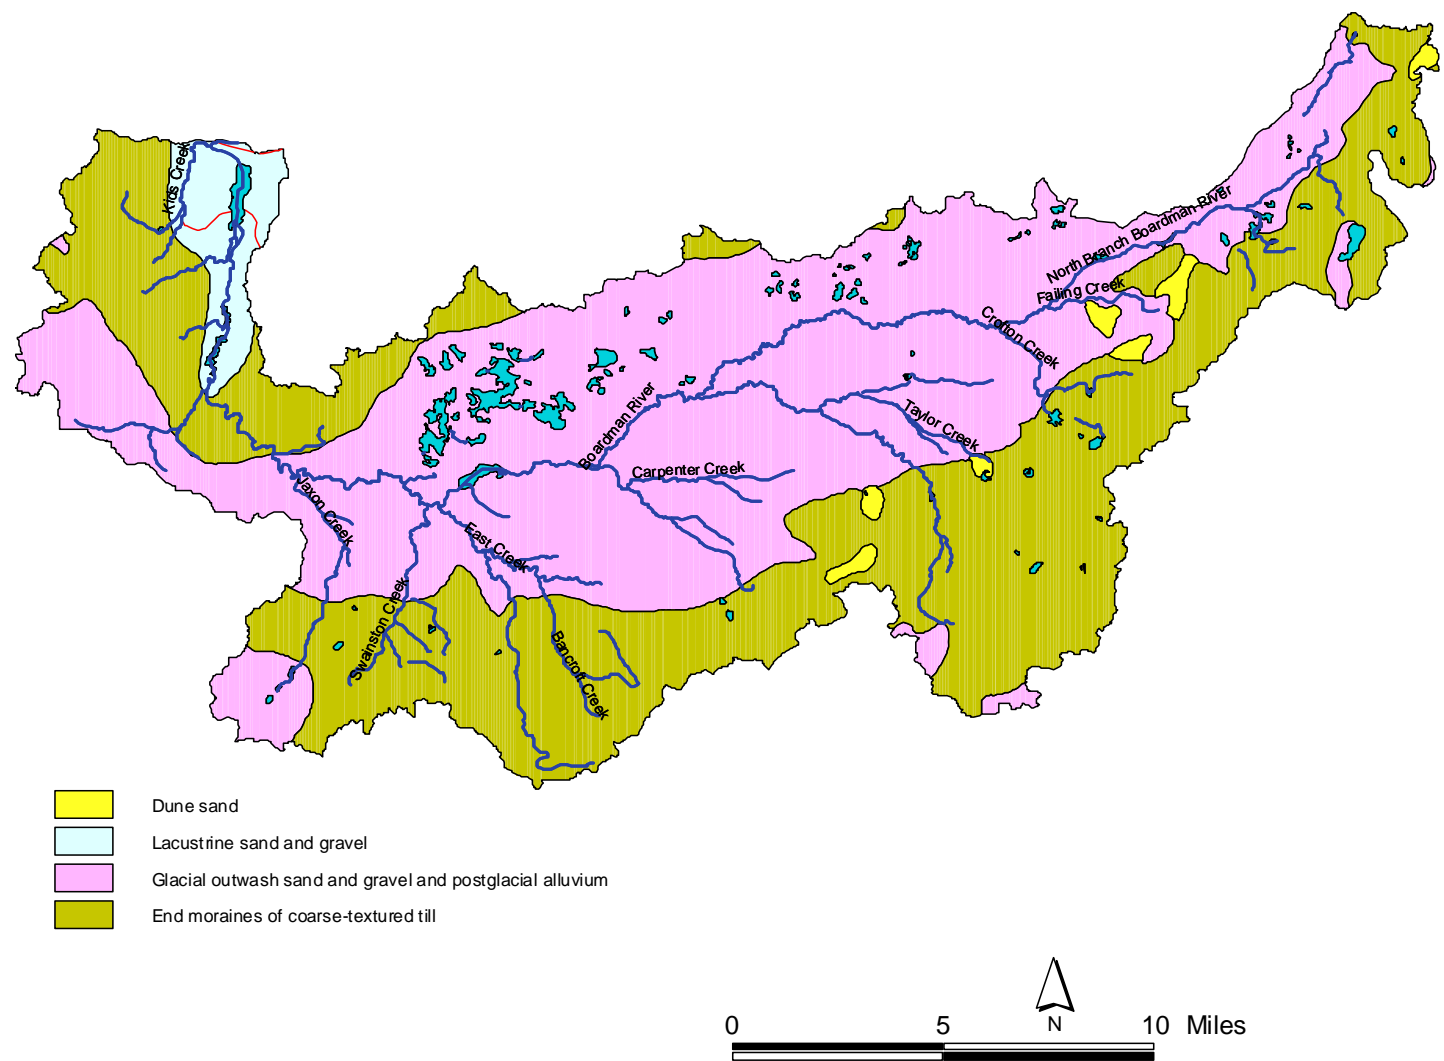 Kids Creek
North Branch Boardman River
Failing Creek
Crofton Creek
Boardman River
Taylor Creek
Carpenter Creek
Jaxon Creek
East Creek
Swainston Creek
Bancroft Creek
Dune sand
Lacustrine sand and gravel
Glacial outwash sand and gravel and postglacial alluvium
End moraines of coarse-textured till
N
0 5 10 Miles